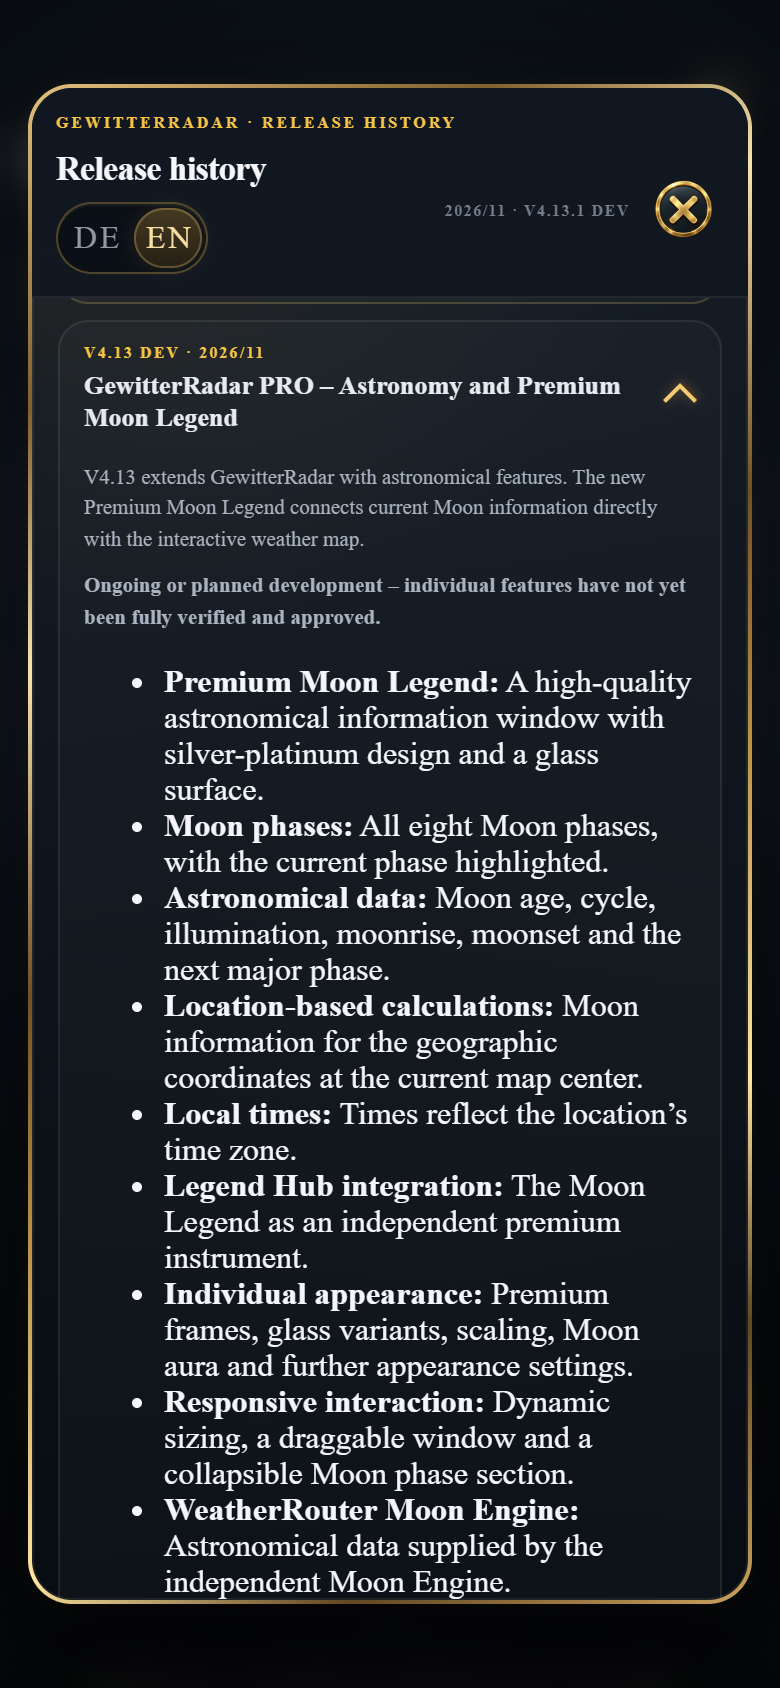 GEWITTERRADAR · RELEASE HISTORY
Release history
DE EN
2026/11 · V4.13.1 DEV
V4.13 DEV · 2026/11
GewitterRadar PRO – Astronomy and Premium
Moon Legend
V4.13 extends GewitterRadar with astronomical features. The new
Premium Moon Legend connects current Moon information directly
with the interactive weather map.
Ongoing or planned development – individual features have not yet
been fully verified and approved.
• Premium Moon Legend: A high-quality
astronomical information window with
silver-platinum design and a glass
surface.
• Moon phases: All eight Moon phases,
with the current phase highlighted.
• Astronomical data: Moon age, cycle,
illumination, moonrise, moonset and the
next major phase.
• Location-based calculations: Moon
information for the geographic
coordinates at the current map center.
• Local times: Times reflect the location’s
time zone.
• Legend Hub integration: The Moon
Legend as an independent premium
instrument.
• Individual appearance: Premium
frames, glass variants, scaling, Moon
aura and further appearance settings.
• Responsive interaction: Dynamic
sizing, a draggable window and a
collapsible Moon phase section.
• WeatherRouter Moon Engine:
Astronomical data supplied by the
independent Moon Engine.